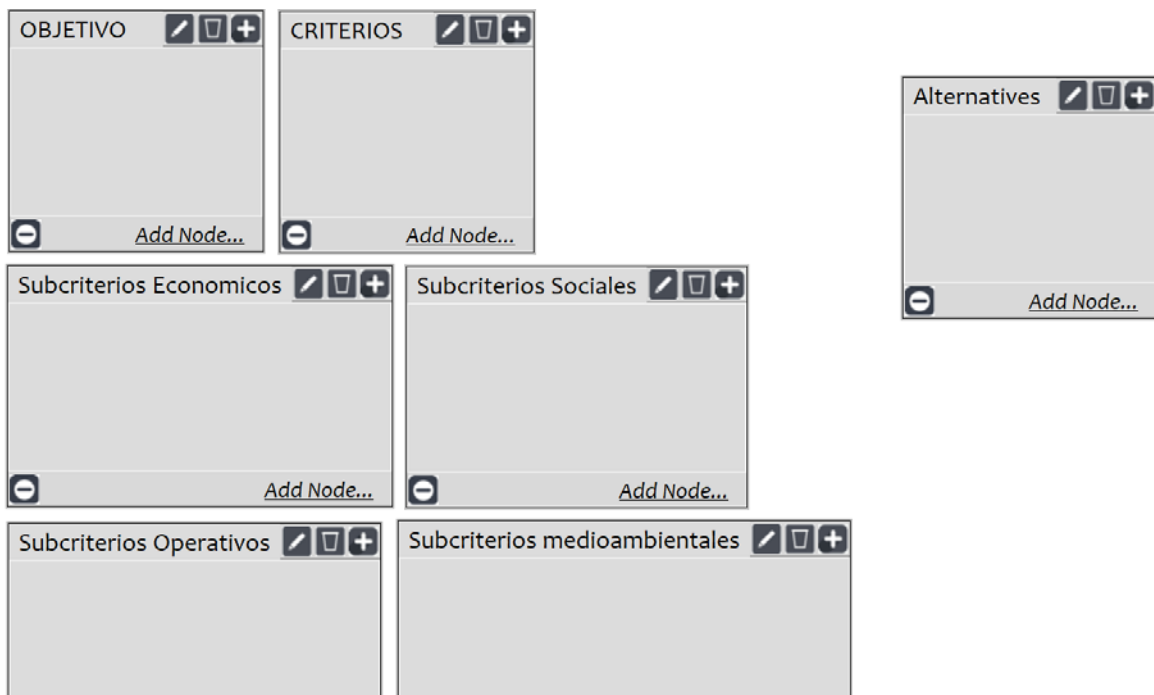 OBJETIVO
CRITERIOS
Alternatives
Add Node...
Add Node...
Add Node...
Subcriterios Economicos
Subcriterios Sociales
Add Node...
Add Node...
Subcriterios Operativos
Subcriterios medioambientales